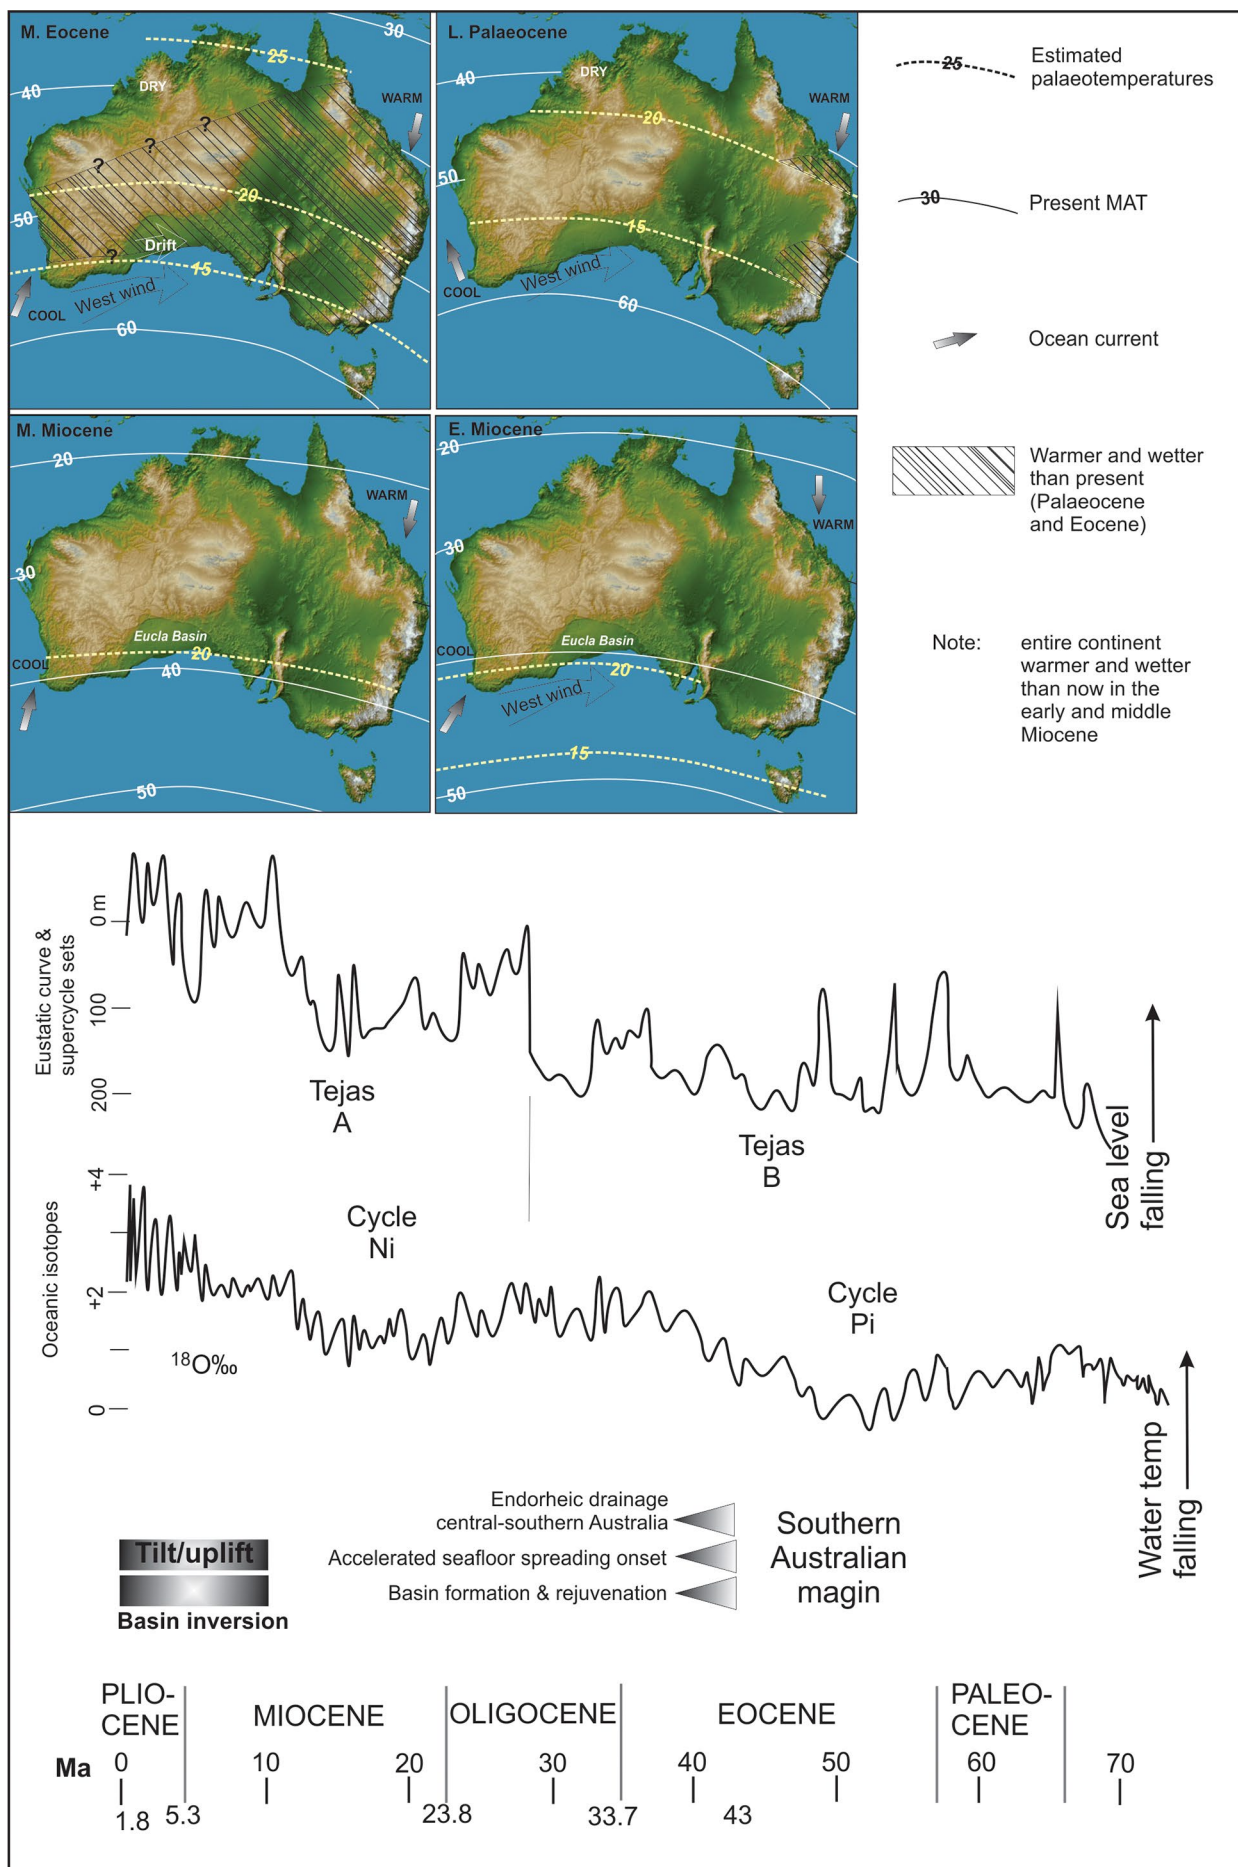 M. Eocene
30
25
40
DRY
WARM
?
?
?
20
50
?
Drift
15
West wind
COOL
60
L. Palaeocene
40
DRY
WARM
20
50
15
West wind
COOL
60
M. Miocene
20
WARM
30
Eucla Basin
20
COOL
40
50
E. Miocene
20
WARM
30
Eucla Basin
COOL
20
West wind
15
50
25
Estimated
palaeotemperatures
30
Present MAT
Ocean current
Warmer and wetter
than present
(Palaeocene
and Eocene)
Note:
entire continent
warmer and wetter
than now in the
early and middle
Miocene
Eustatic curve &
supercycle sets
0 m
100
200
Tejas
A
Tejas
B
Sea level
falling
Oceanic isotopes
+4
+2
0
Cycle
Ni
Cycle
Pi
18O‰
Water temp
falling
Endorheic drainage
central-southern Australia
Accelerated seafloor spreading onset
Basin formation & rejuvenation
Southern
Australian
magin
Tilt/uplift
Basin inversion
PLIO-
CENE
MIOCENE
OLIGOCENE
EOCENE
PALEO-
CENE
Ma
0
10
20
30
40
50
60
70
1.8
5.3
23.8
33.7
43